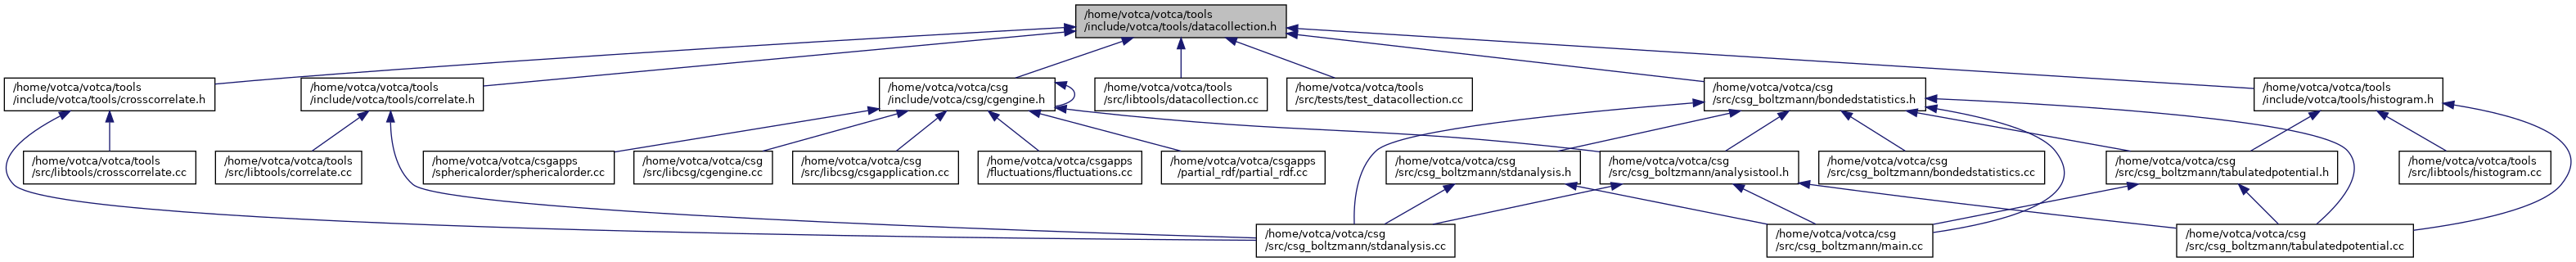 /home/votca/votca/tools
/include/votca/tools/datacollection.h
/home/votca/votca/tools
/include/votca/tools/crosscorrelate.h
/home/votca/votca/tools
/include/votca/tools/correlate.h
/home/votca/votca/csg
/include/votca/csg/cgengine.h
/home/votca/votca/tools
/src/libtools/datacollection.cc
/home/votca/votca/tools
/src/tests/test_datacollection.cc
/home/votca/votca/csg
/src/csg_boltzmann/bondedstatistics.h
/home/votca/votca/tools
/include/votca/tools/histogram.h
/home/votca/votca/tools
/src/libtools/crosscorrelate.cc
/home/votca/votca/tools
/src/libtools/correlate.cc
/home/votca/votca/csgapps
/sphericalorder/sphericalorder.cc
/home/votca/votca/csg
/src/libcsg/cgengine.cc
/home/votca/votca/csg
/src/libcsg/csgapplication.cc
/home/votca/votca/csgapps
/fluctuations/fluctuations.cc
/home/votca/votca/csgapps
/partial_rdf/partial_rdf.cc
/home/votca/votca/csg
/src/csg_boltzmann/stdanalysis.h
/home/votca/votca/csg
/src/csg_boltzmann/analysistool.h
/home/votca/votca/csg
/src/csg_boltzmann/bondedstatistics.cc
/home/votca/votca/csg
/src/csg_boltzmann/tabulatedpotential.h
/home/votca/votca/tools
/src/libtools/histogram.cc
/home/votca/votca/csg
/src/csg_boltzmann/stdanalysis.cc
/home/votca/votca/csg
/src/csg_boltzmann/main.cc
/home/votca/votca/csg
/src/csg_boltzmann/tabulatedpotential.cc